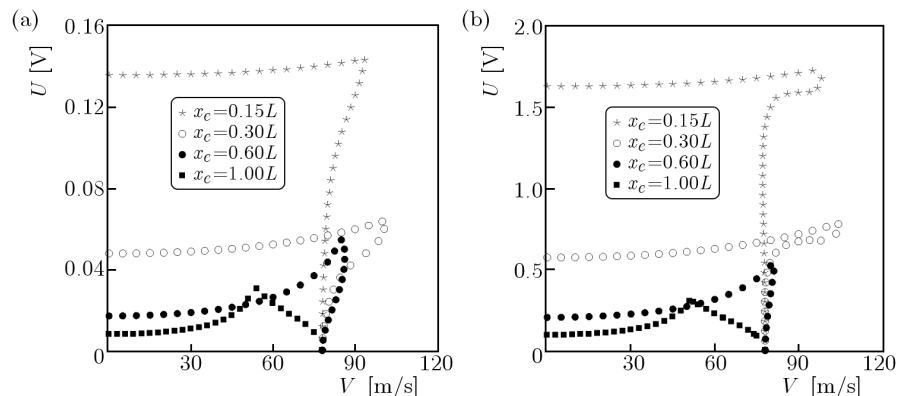 (a)
U [V]
0.16
0.12
0.08
0.04
0
30
60
90
120
V [m/s]
x_c=0.15L
x_c=0.30L
x_c=0.60L
x_c=1.00L
(b)
U [V]
2.0
1.5
1.0
0.5
0
30
60
90
120
V [m/s]
x_c=0.15L
x_c=0.30L
x_c=0.60L
x_c=1.00L